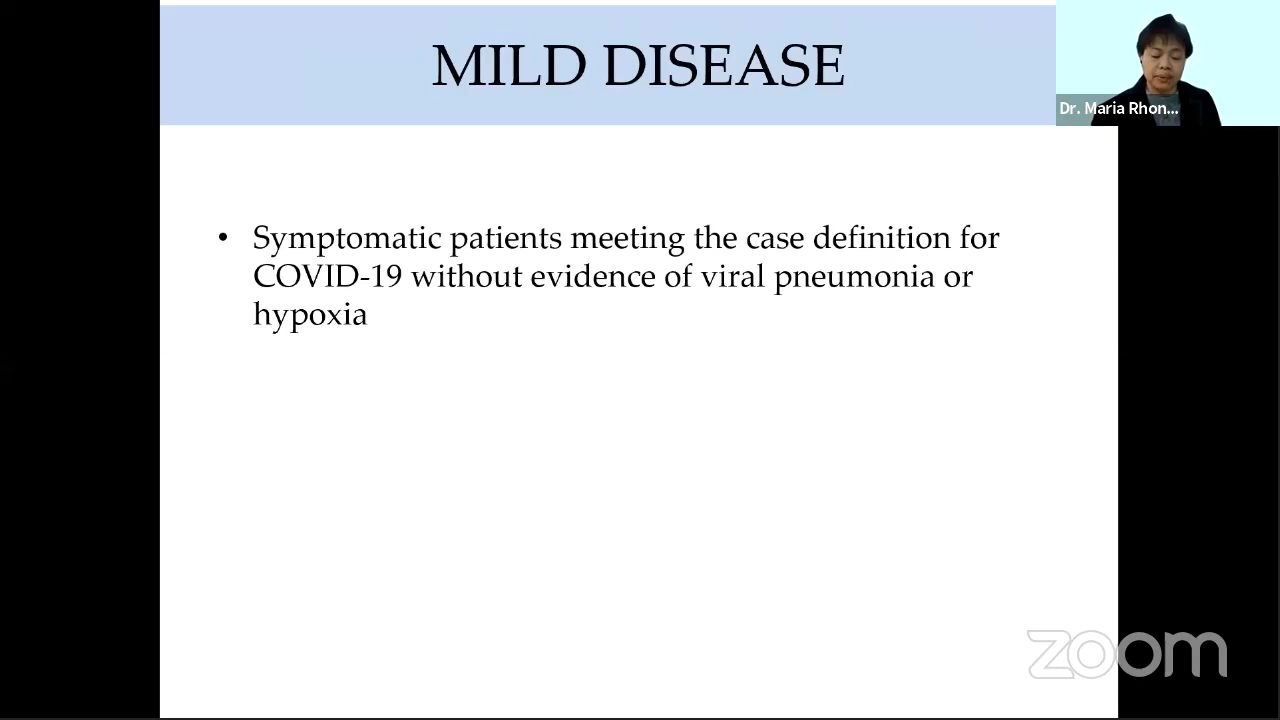 MILD DISEASE
Dr. Maria Rhon...
• Symptomatic patients meeting the case definition for
COVID-19 without evidence of viral pneumonia or
hypoxia
zoom